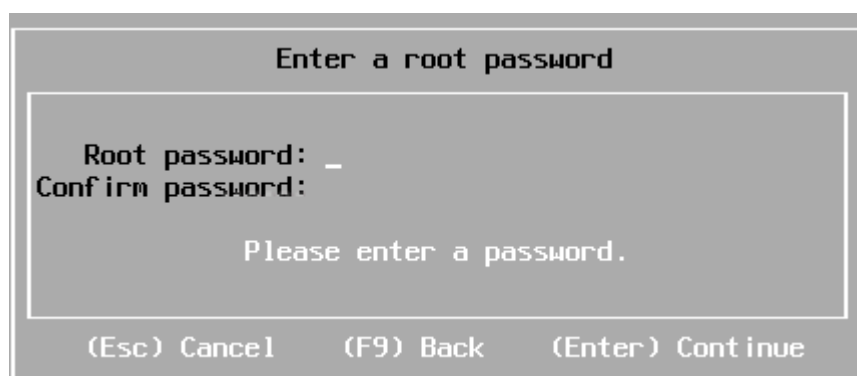 Enter a root password
Root password: _
Confirm password:
Please enter a password.
(Esc) Cancel (F9) Back (Enter) Continue